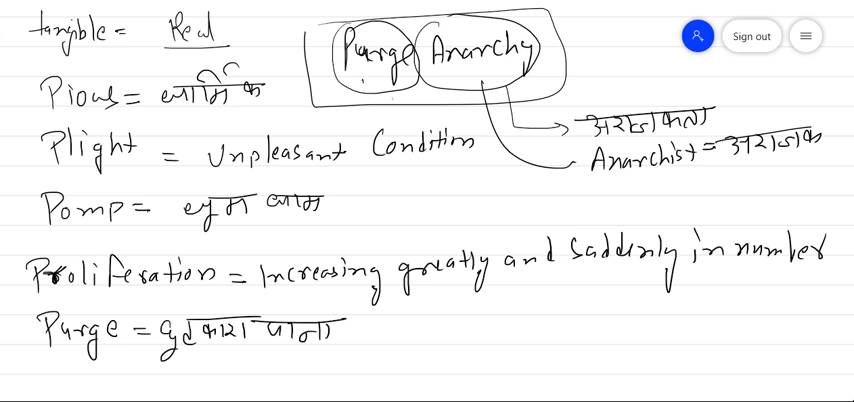 tangible = Real
Purge Anarchy
Sign out
Pious = धार्मिक
अराजकता
Plight = Unpleasant Condition
Anarchist = अराजक
Pomp = धूम धाम
Proliferation = Increasing greatly and Suddenly in number
Purge = छुटकारा पाना